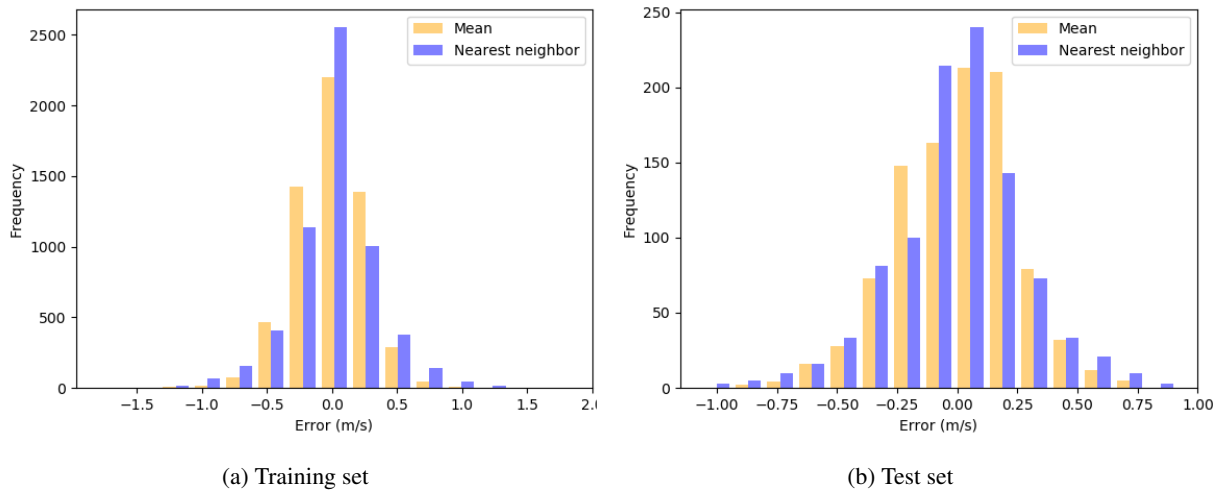 2500
2000
1500
1000
500
0
Frequency
Mean
Nearest neighbor
−1.5 −1.0 −0.5 0.0 0.5 1.0 1.5 2.0
Error (m/s)
(a) Training set
250
200
150
100
50
0
Frequency
Mean
Nearest neighbor
−1.00 −0.75 −0.50 −0.25 0.00 0.25 0.50 0.75 1.00
Error (m/s)
(b) Test set